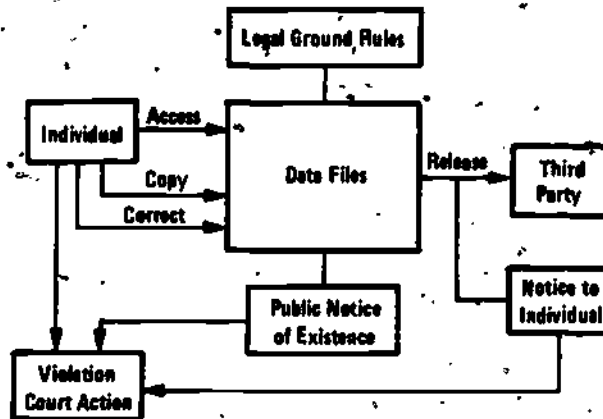 Legal Ground Rules
Individual
Access
Copy
Correct
Data Files
Release
Third
Party
Public Notice
of Existence
Notice to
Individual
Violation
Court Action